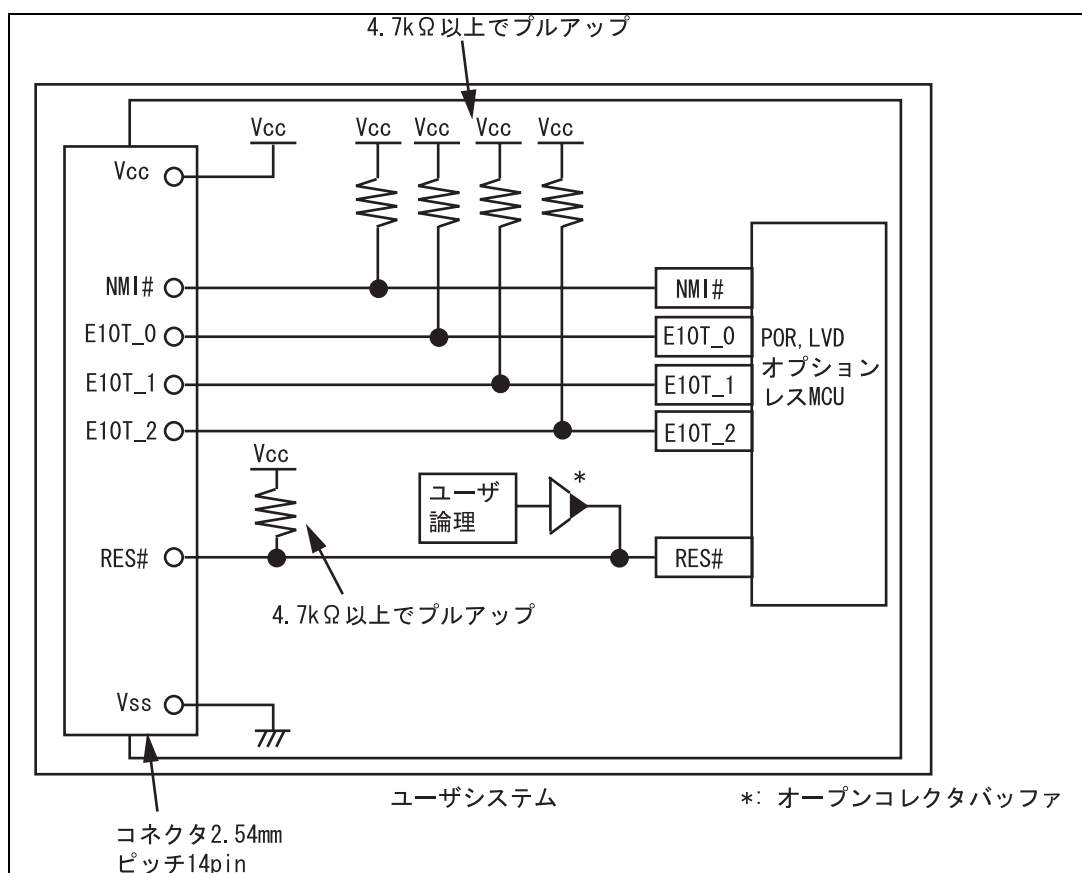 4.7kΩ以上でプルアップ
Vcc
Vcc
Vcc
Vcc
Vcc
Vcc
NMI#
NMI#
E10T_0
E10T_0
POR, LVD
オプション
レスMCU
E10T_1
E10T_1
E10T_2
E10T_2
Vcc
ユーザ
論理
*
RES#
RES#
4.7kΩ以上でプルアップ
Vss
ユーザシステム
*: オープンコレクタバッファ
コネクタ2.54mm
ピッチ14pin